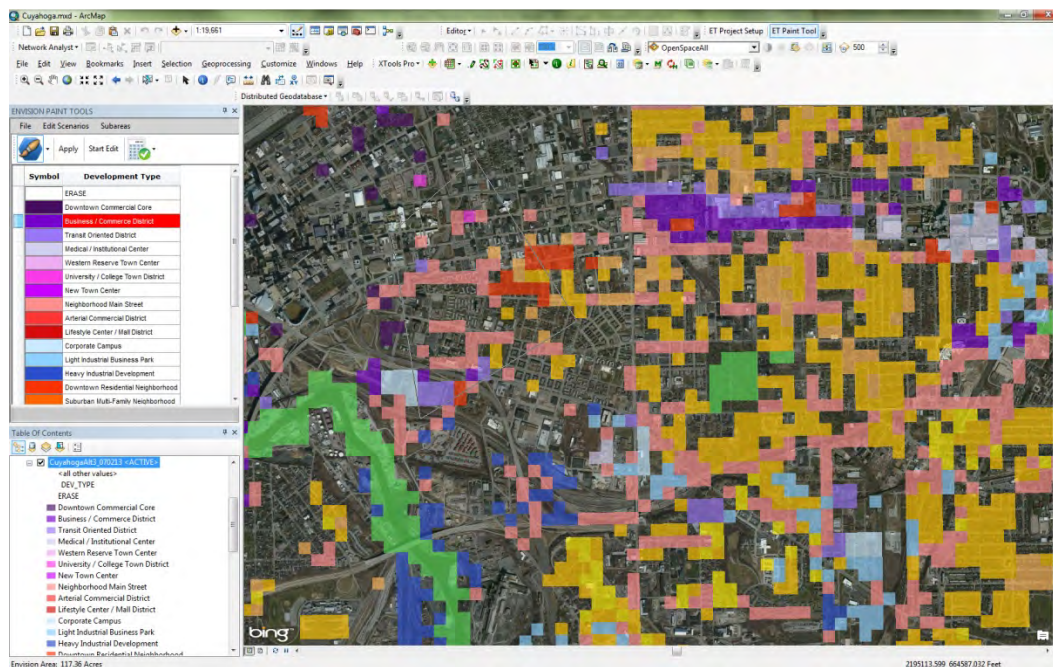 Cuyahoga.mxd - ArcMap
1:19,661
Editor
ET Project Setup
ET Paint Tool
Network Analyst
OpenSpaceAll
500
File Edit View Bookmarks Insert Selection Geoprocessing Customize Windows Help
XTools Pro
Distributed Geodatabase
ENVISION PAINT TOOLS
File Edit Scenarios Subareas
Apply Start Edit
Symbol Development Type
ERASE
Downtown Commercial Core
Business / Commerce District
Transit Oriented District
Medical / Institutional Center
Western Reserve Town Center
University / College Town District
New Town Center
Neighborhood Main Street
Arterial Commercial District
Lifestyle Center / Mall District
Corporate Campus
Light Industrial Business Park
Heavy Industrial Development
Downtown Residential Neighborhood
Suburban Multi-Family Neighborhood
Table Of Contents
CuyahogaAlt3_070213 <ACTIVE>
<all other values>
DEV_TYPE
ERASE
Downtown Commercial Core
Business / Commerce District
Transit Oriented District
Medical / Institutional Center
Western Reserve Town Center
University / College Town District
New Town Center
Neighborhood Main Street
Arterial Commercial District
Lifestyle Center / Mall District
Corporate Campus
Light Industrial Business Park
Heavy Industrial Development
Downtown Residential Neighborhood
bing
Envision Area: 117.36 Acres
2195113.599 664587.032 Feet